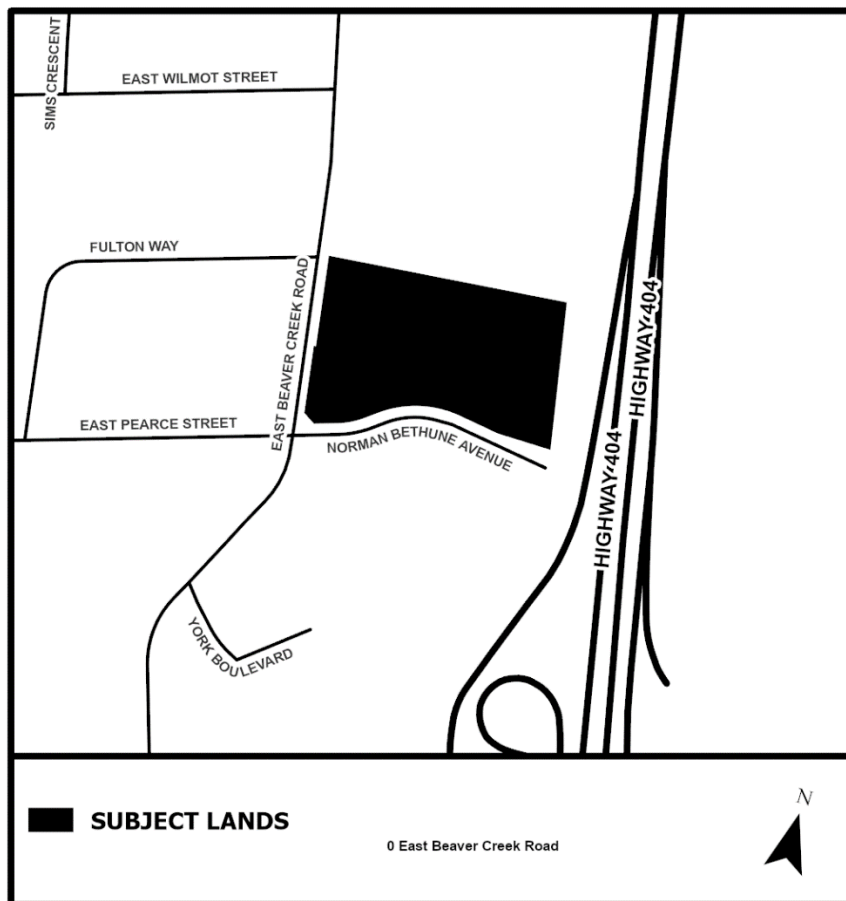 SIMS CRESCENT
EAST WILMOT STREET
FULTON WAY
EAST BEAVER CREEK ROAD
HIGHWAY 404
EAST PEARCE STREET
NORMAN BETHUNE AVENUE
HIGHWAY 404
YORK BOULEVARD
SUBJECT LANDS
0 East Beaver Creek Road
N